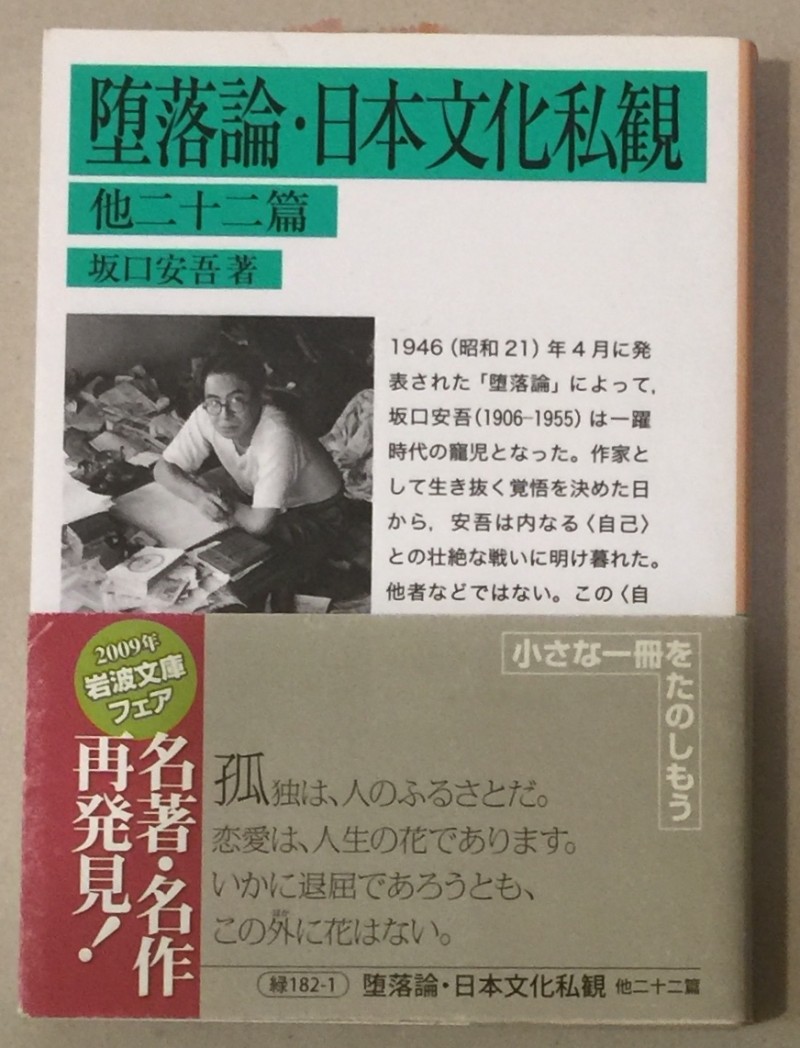 堕落論・日本文化私観
他二十二篇
坂口安吾著
1946（昭和21）年4月に発
表された「堕落論」によって，
坂口安吾（1906−1955）は一躍
時代の寵児となった。作家と
して生き抜く覚悟を決めた日
から，安吾は内なる〈自己〉
との壮絶な戦いに明け暮れた。
他者などではない。この〈自
2009年
岩波文庫
フェア
名著・名作
再発見！
小さな一冊をたのしもう
孤独は、人のふるさとだ。
恋愛は、人生の花であります。
いかに退屈であろうとも、
この外に花はない。
緑182-1 堕落論・日本文化私観 他二十二篇